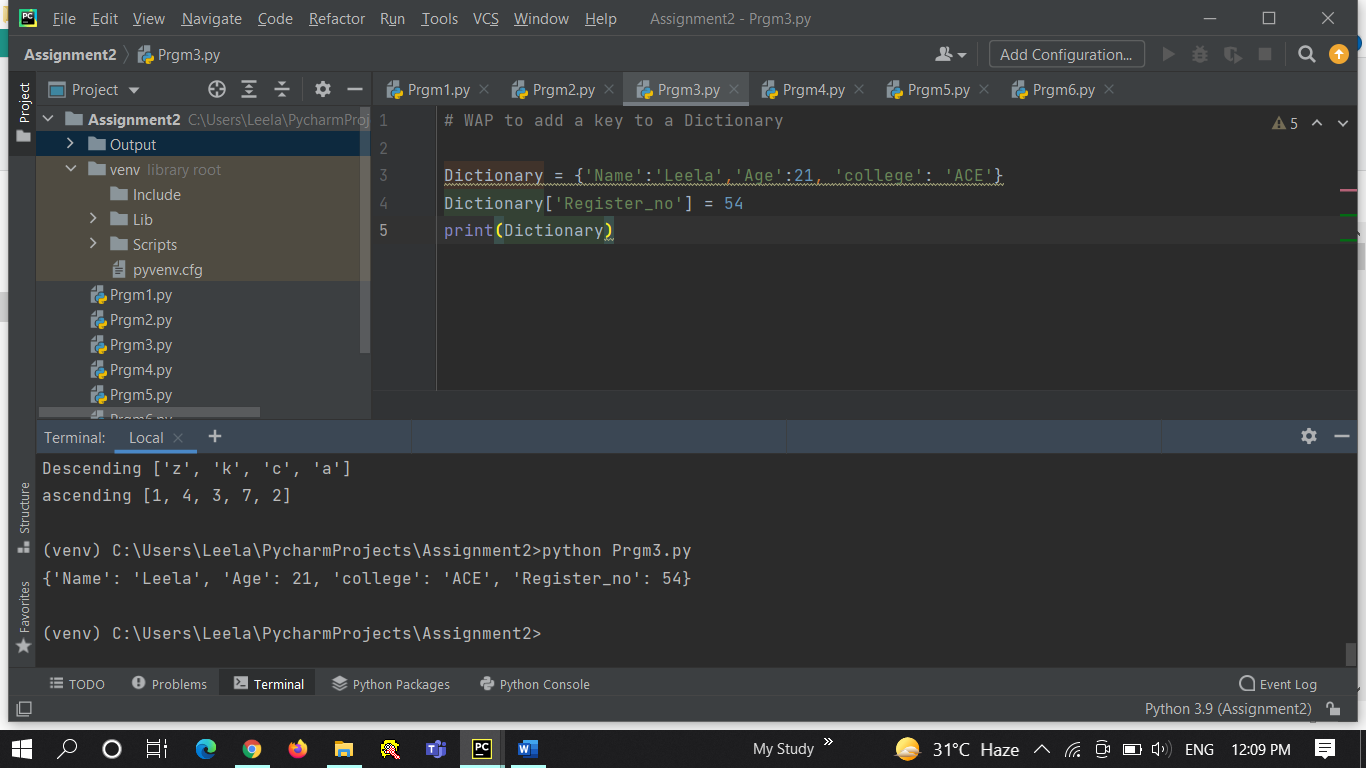 PC File Edit View Navigate Code Refactor Run Tools VCS Window Help Assignment2 - Prgm3.py
Assignment2 Prgm3.py Add Configuration...
Project
Project
Prgm1.py Prgm2.py Prgm3.py Prgm4.py Prgm5.py Prgm6.py
Assignment2 C:\Users\Leela\PycharmProj
Output
venv library root
Include
Lib
Scripts
pyvenv.cfg
Prgm1.py
Prgm2.py
Prgm3.py
Prgm4.py
Prgm5.py
Prgm6.py
1 # WAP to add a key to a Dictionary
2
3 Dictionary = {'Name':'Leela','Age':21, 'college': 'ACE'}
4 Dictionary['Register_no'] = 54
5 print(Dictionary)
5
Terminal: Local
Descending ['z', 'k', 'c', 'a']
ascending [1, 4, 3, 7, 2]
(venv) C:\Users\Leela\PycharmProjects\Assignment2>python Prgm3.py
{'Name': 'Leela', 'Age': 21, 'college': 'ACE', 'Register_no': 54}
(venv) C:\Users\Leela\PycharmProjects\Assignment2>
Structure
Favorites
TODO Problems Terminal Python Packages Python Console Event Log
Python 3.9 (Assignment2)
PC W My Study 31°C Haze ENG 12:09 PM